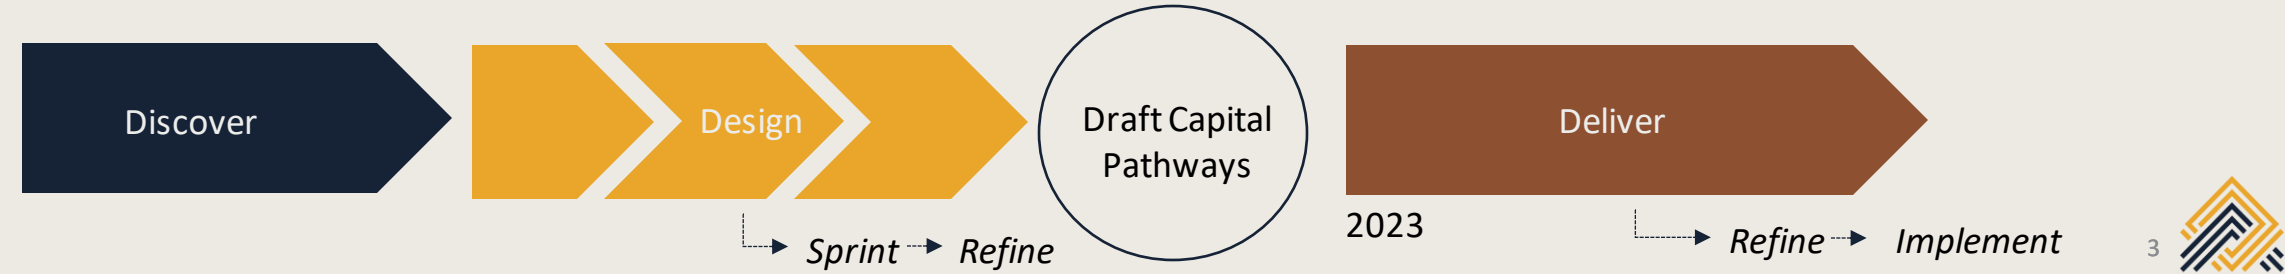 Discover
Design
Draft Capital
Pathways
Deliver
2023
Sprint
Refine
Refine
Implement
3